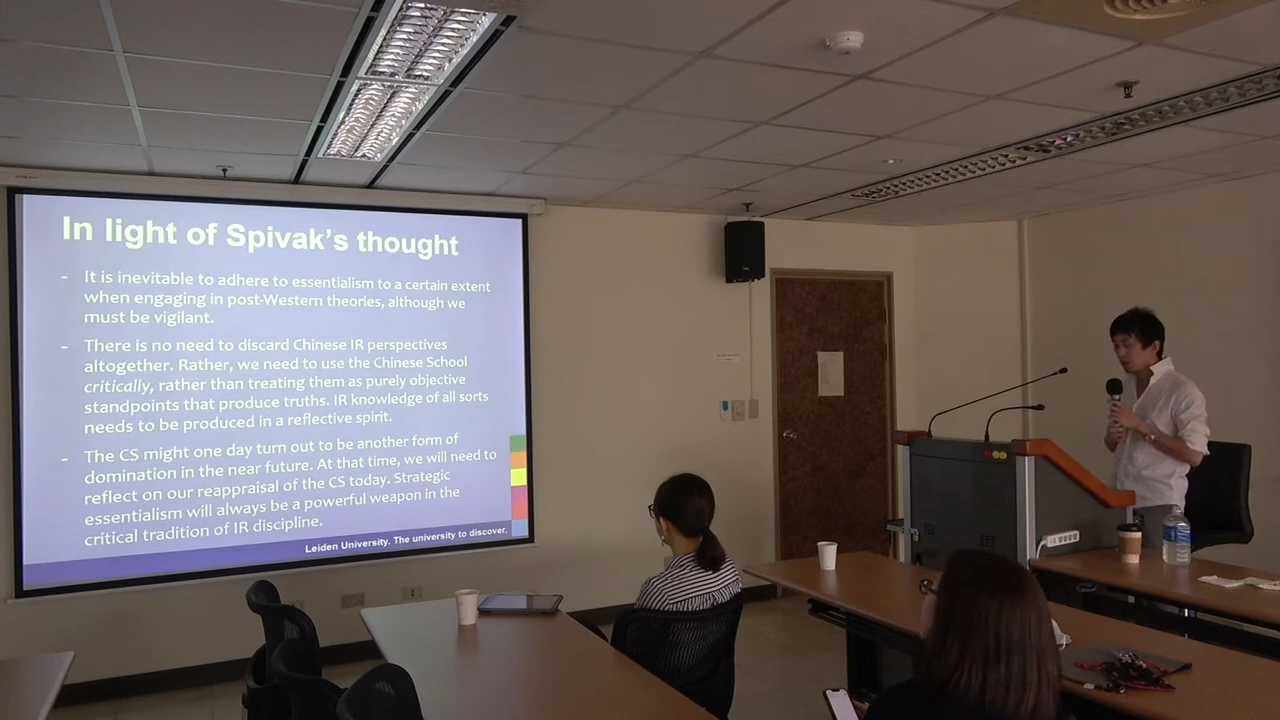 In light of Spivak's thought
- It is inevitable to adhere to essentialism to a certain extent
when engaging in post-Western theories, although we
must be vigilant.
- There is no need to discard Chinese IR perspectives
altogether. Rather, we need to use the Chinese School
critically, rather than treating them as purely objective
standpoints that produce truths. IR knowledge of all sorts
needs to be produced in a reflective spirit.
- The CS might one day turn out to be another form of
domination in the near future. At that time, we will need to
reflect on our reappraisal of the CS today. Strategic
essentialism will always be a powerful weapon in the
critical tradition of IR discipline.
Leiden University. The university to discover.